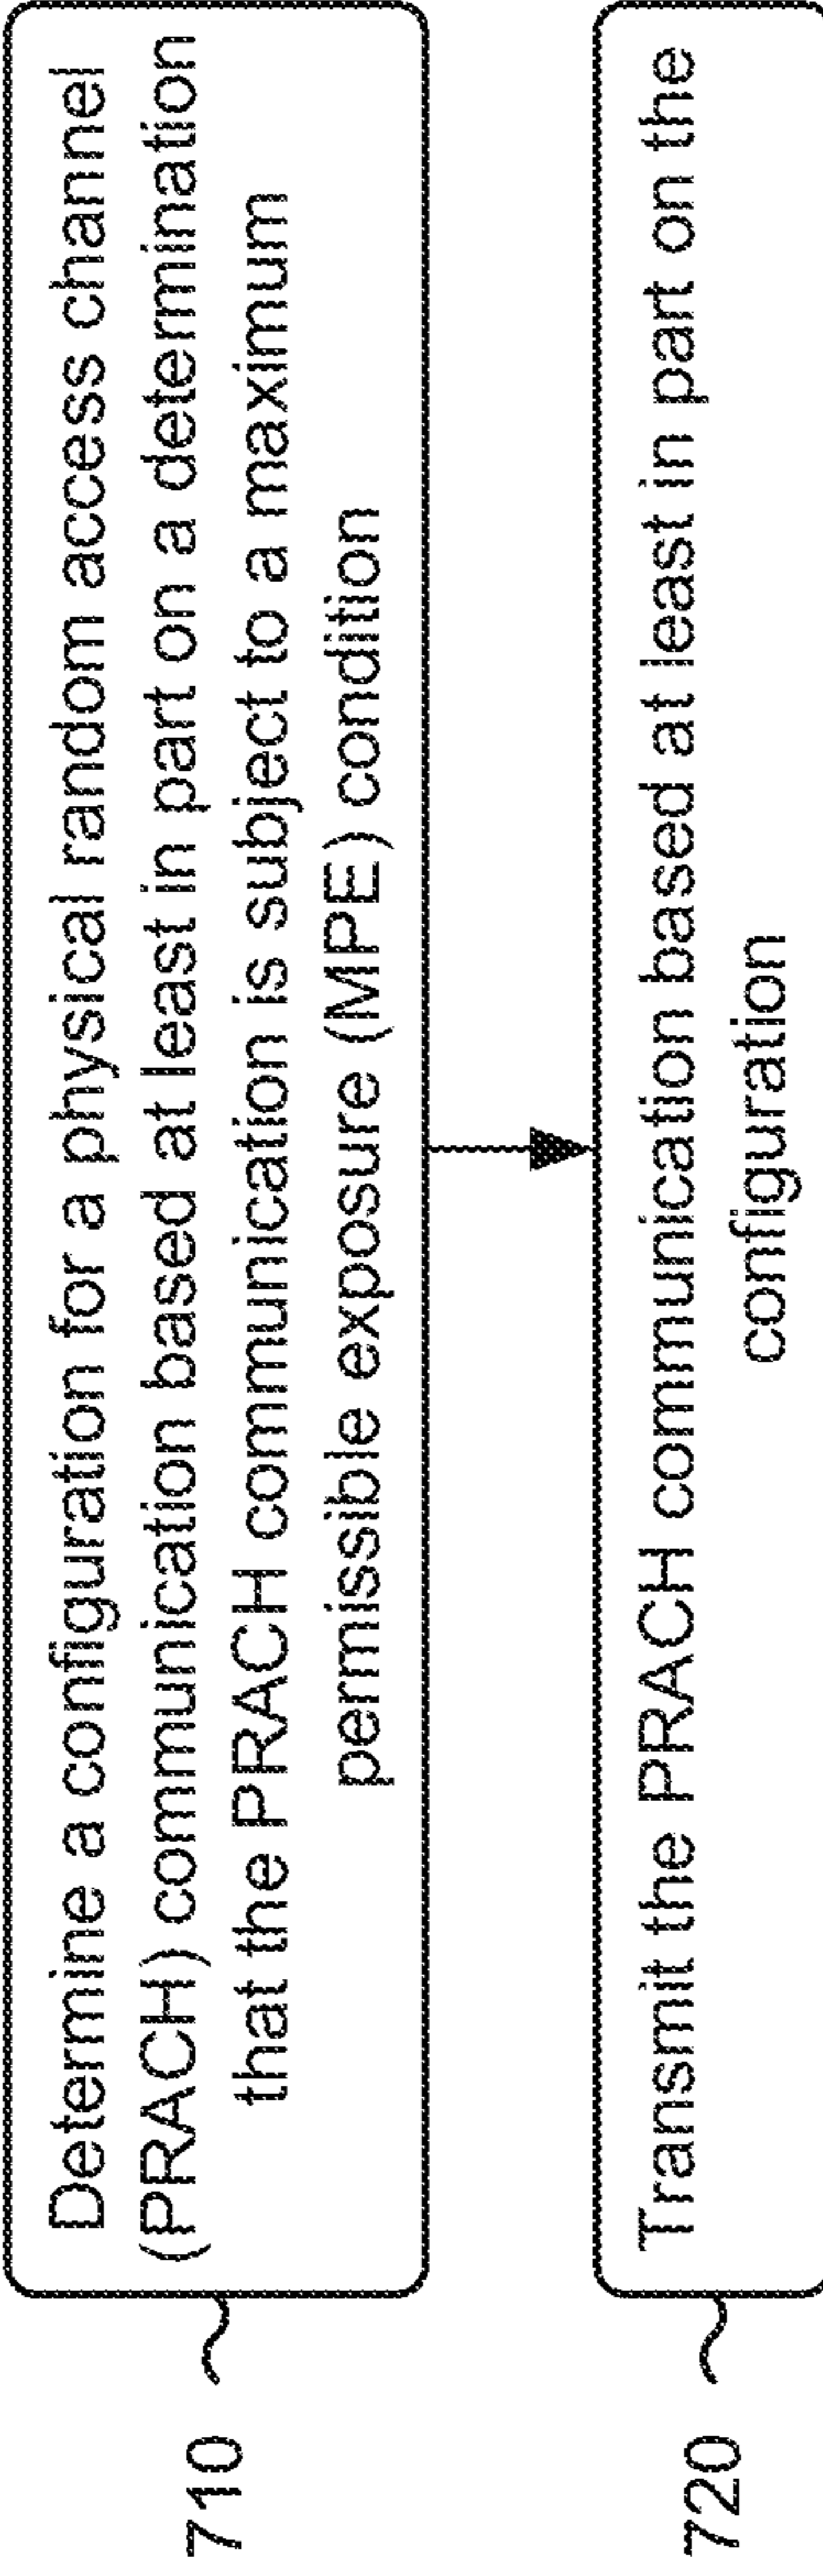 710
Determine a configuration for a physical random access channel
(PRACH) communication based at least in part on a determination
that the PRACH communication is subject to a maximum
permissible exposure (MPE) condition
720
Transmit the PRACH communication based at least in part on the
configuration